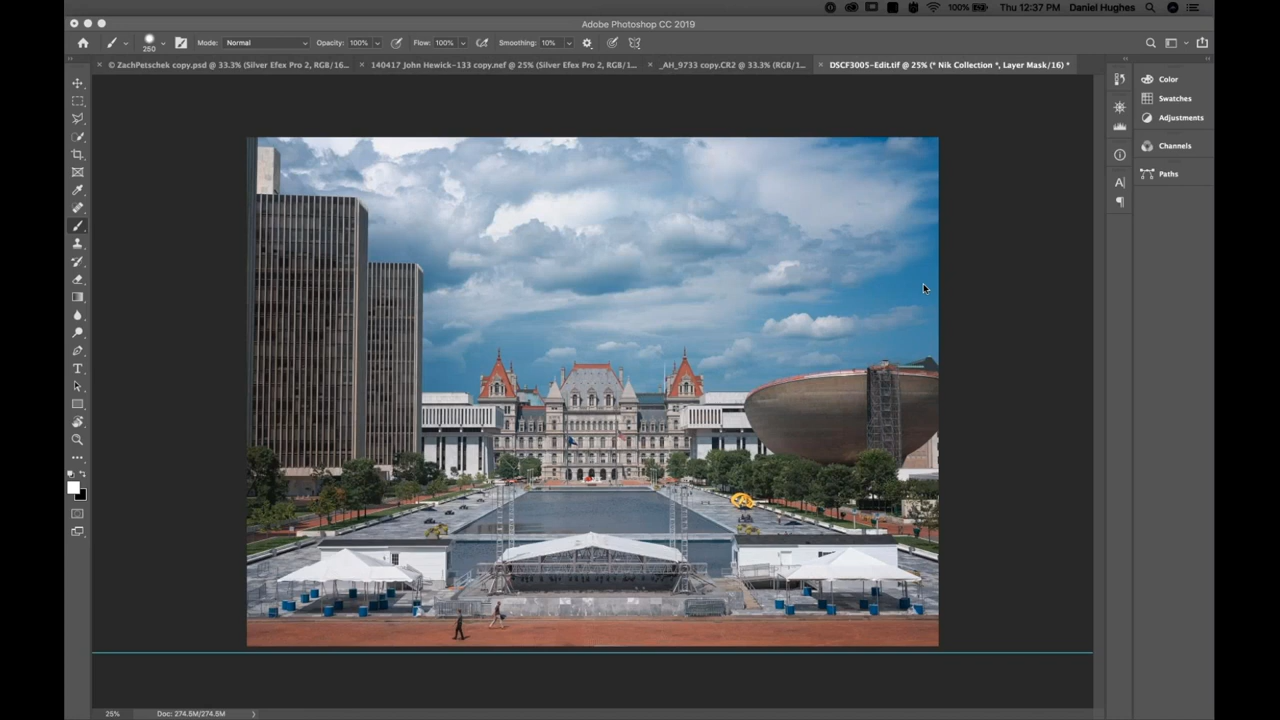 100% Thu 12:37 PM Daniel Hughes
Adobe Photoshop CC 2019
250 Mode: Normal Opacity: 100% Flow: 100% Smoothing: 10%
× © ZachPetschek copy.psd @ 33.3% (Silver Efex Pro 2, RGB/16... × 140417 John Hewick-133 copy.nef @ 25% (Silver Efex Pro 2, RGB/1... × _AH_9733 copy.CR2 @ 33.3% (RGB/1... × DSCF3005-Edit.tif @ 25% (* Nik Collection *, Layer Mask/16) *
Color
Swatches
Adjustments
Channels
Paths
25% Doc: 274.5M/274.5M